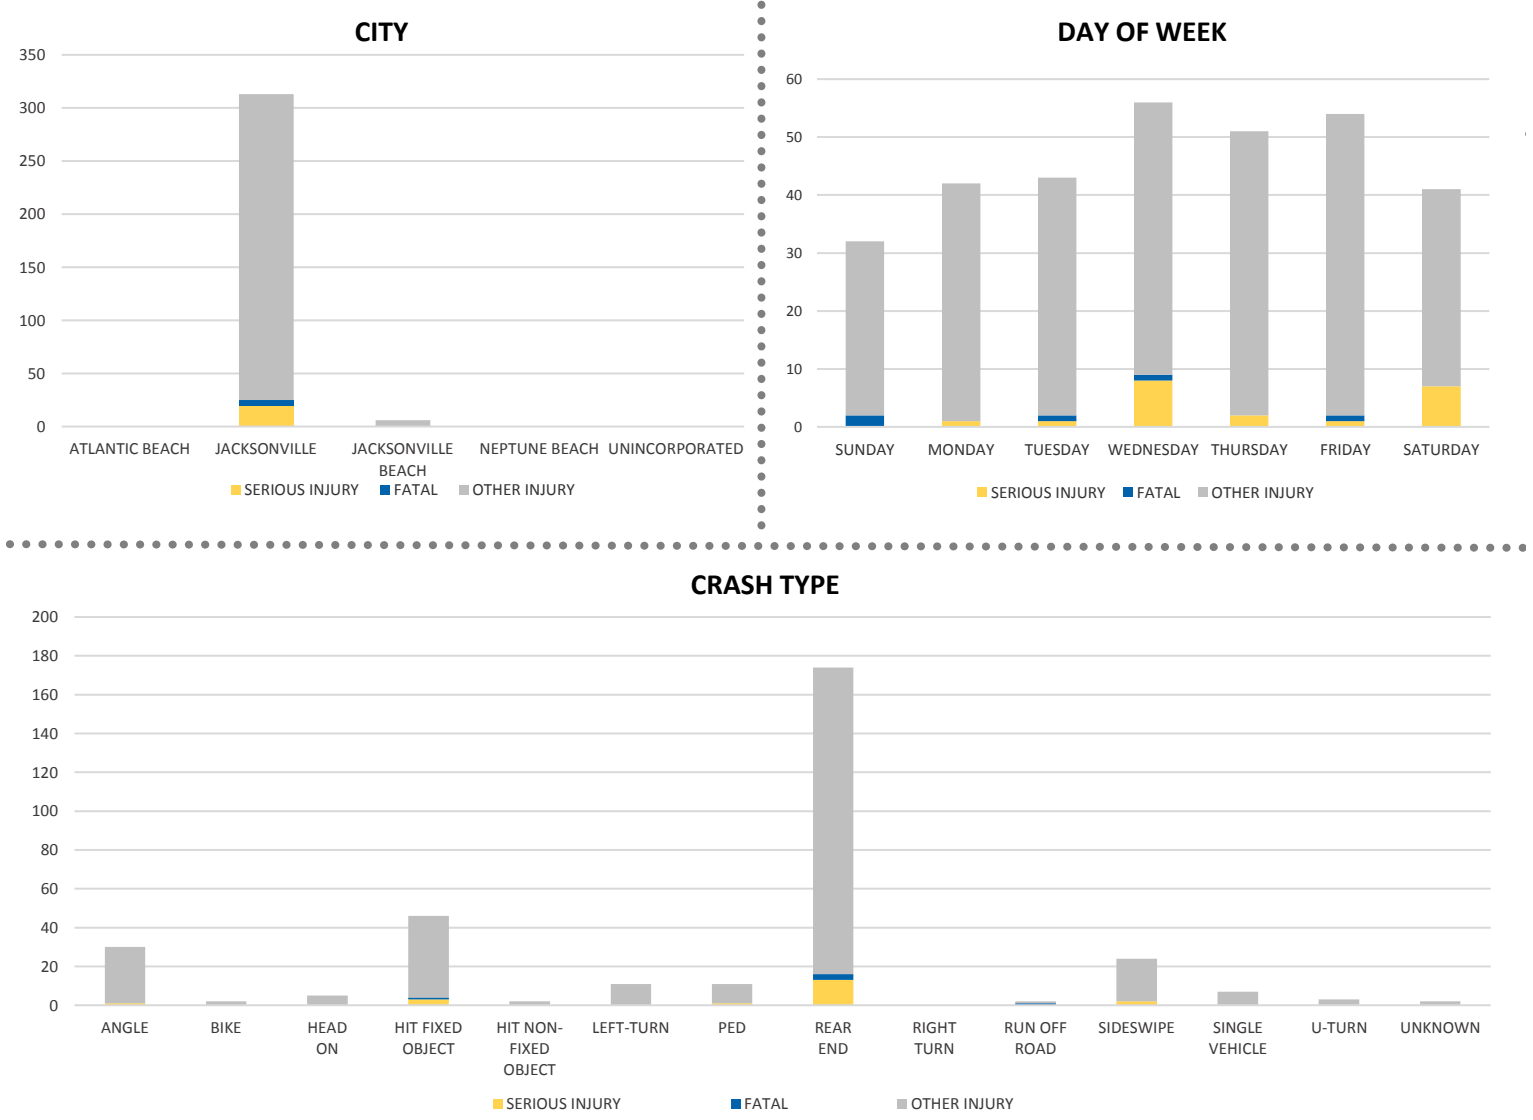 CITY
350
300
250
200
150
100
50
0
ATLANTIC BEACH JACKSONVILLE JACKSONVILLE BEACH NEPTUNE BEACH UNINCORPORATED
SERIOUS INJURY FATAL OTHER INJURY
DAY OF WEEK
60
50
40
30
20
10
0
SUNDAY MONDAY TUESDAY WEDNESDAY THURSDAY FRIDAY SATURDAY
SERIOUS INJURY FATAL OTHER INJURY
CRASH TYPE
200
180
160
140
120
100
80
60
40
20
0
ANGLE BIKE HEAD ON HIT FIXED OBJECT HIT NON-FIXED OBJECT LEFT-TURN PED REAR END RIGHT TURN RUN OFF ROAD SIDESWIPE SINGLE VEHICLE U-TURN UNKNOWN
SERIOUS INJURY FATAL OTHER INJURY